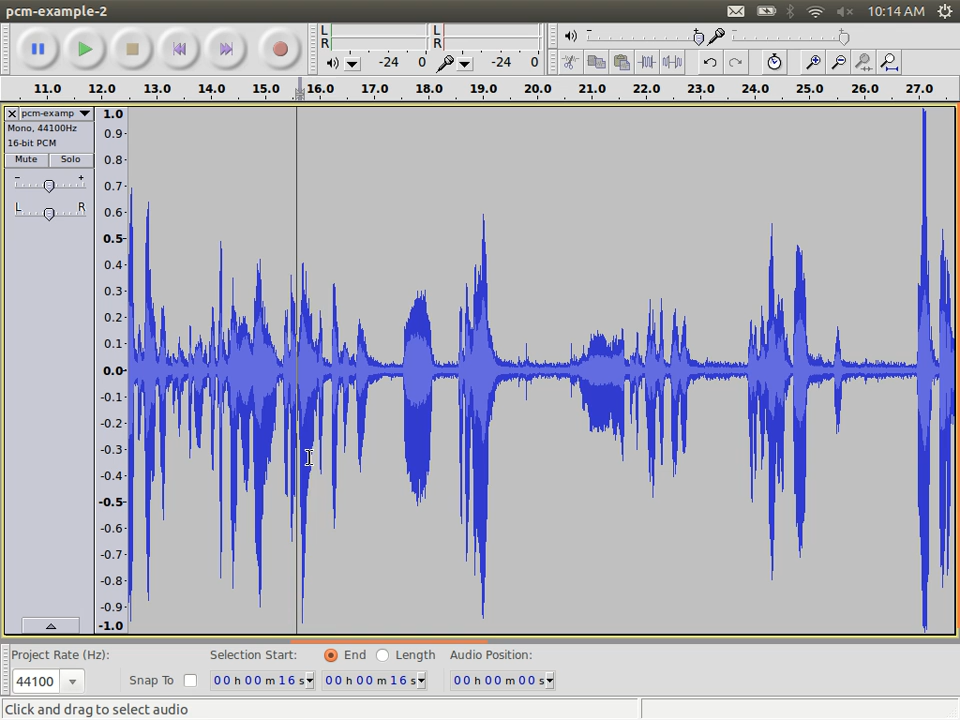 pcm-example-2
10:14 AM
L
R
-24 0
L
R
-24 0
11.0 12.0 13.0 14.0 15.0 16.0 17.0 18.0 19.0 20.0 21.0 22.0 23.0 24.0 25.0 26.0 27.0
pcm-examp
Mono, 44100Hz
16-bit PCM
Mute Solo
- +
L R
1.0
0.9
0.8
0.7
0.6
0.5
0.4
0.3
0.2
0.1
0.0
-0.1
-0.2
-0.3
-0.4
-0.5
-0.6
-0.7
-0.8
-0.9
-1.0
Project Rate (Hz): Selection Start: End Length Audio Position:
44100 Snap To 00 h 00 m 16 s 00 h 00 m 16 s 00 h 00 m 00 s
Click and drag to select audio